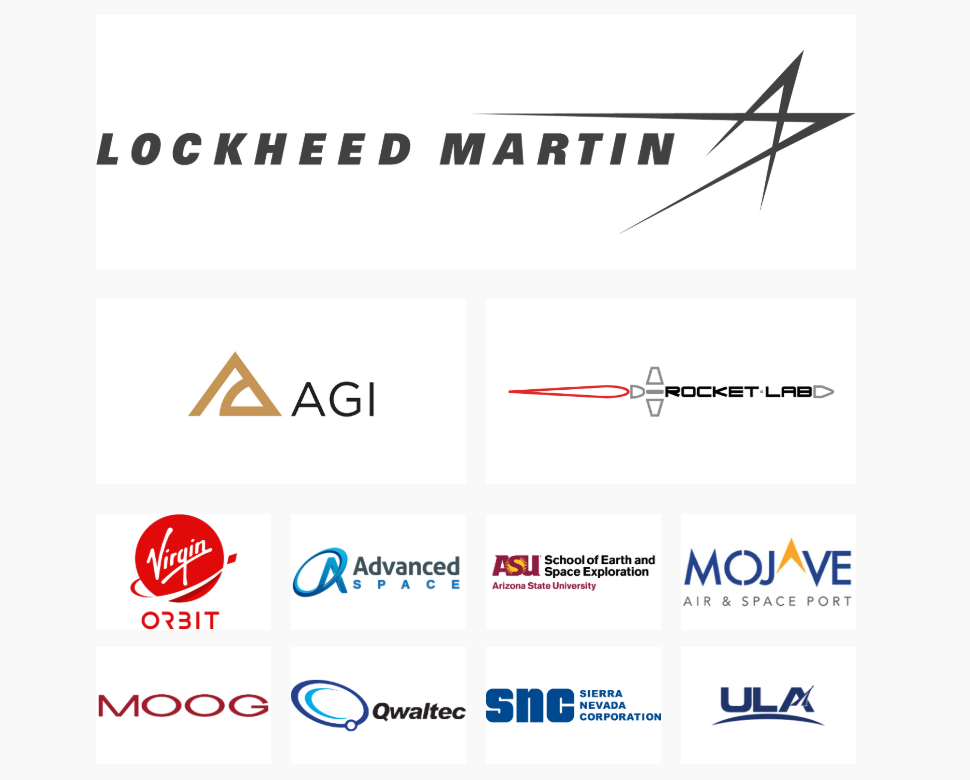 LOCKHEED MARTIN
AGI
ROCKET·LAB
Virgin
ORBIT
Advanced
SPACE
ASU School of Earth and
Space Exploration
Arizona State University
MOJAVE
AIR & SPACE PORT
MOOG
Qwaltec
snc SIERRA
NEVADA
CORPORATION
ULA